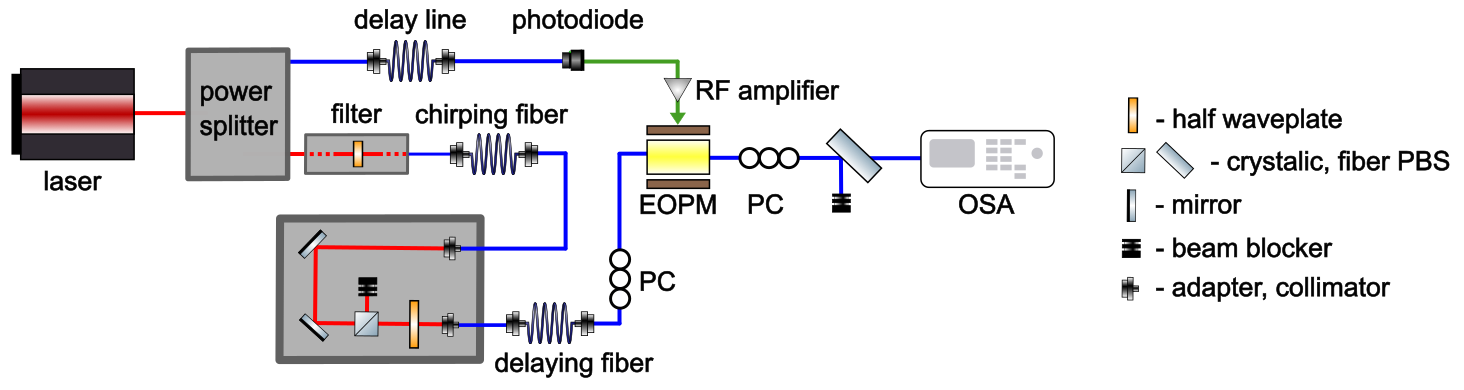 delay line
photodiode
power
splitter
laser
filter
chirping fiber
RF amplifier
EOPM
PC
OSA
PC
delaying fiber
- half waveplate
- crystalic, fiber PBS
- mirror
- beam blocker
- adapter, collimator